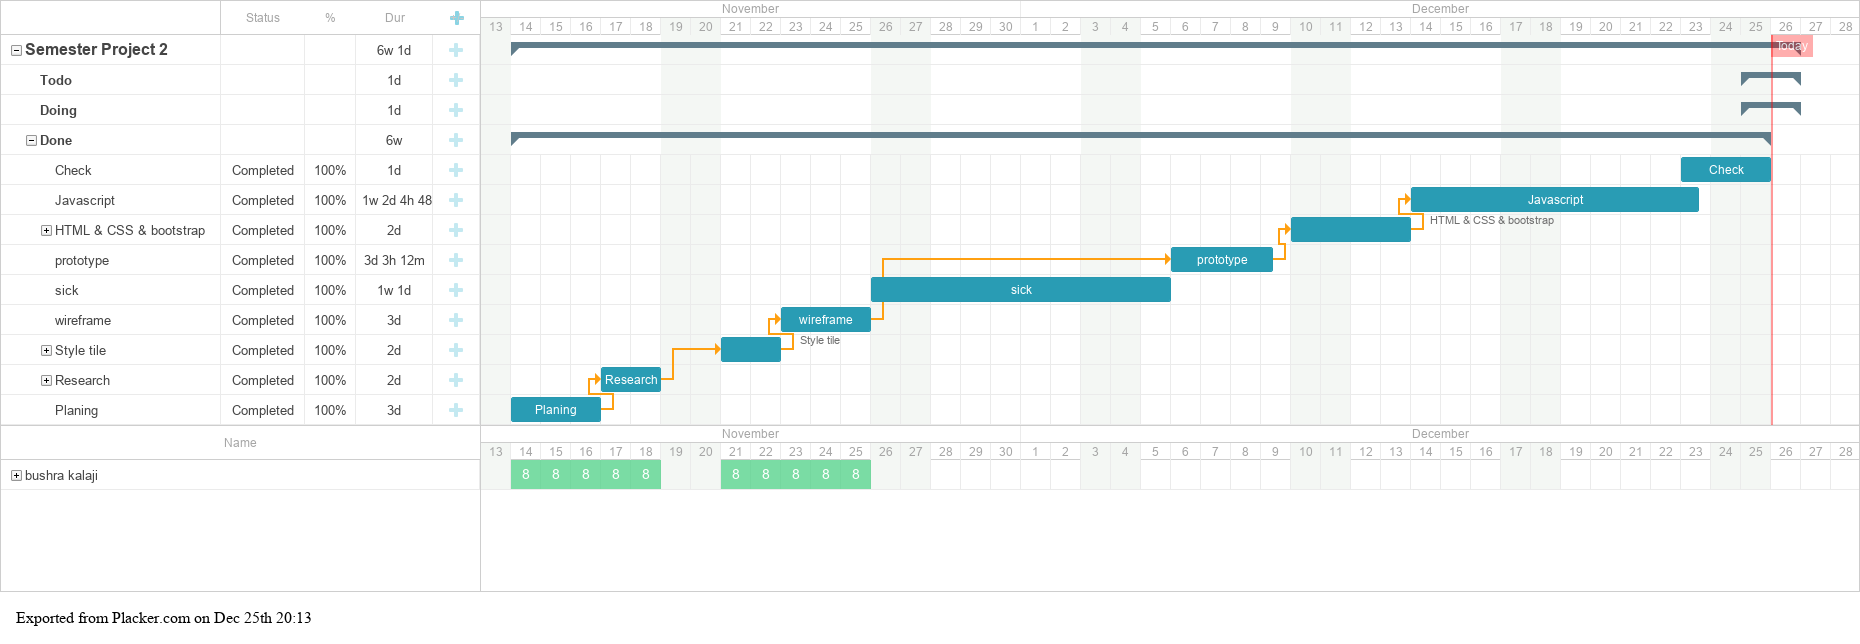 November December
Status % Dur 13 14 15 16 17 18 19 20 21 22 23 24 25 26 27 28 29 30 1 2 3 4 5 6 7 8 9 10 11 12 13 14 15 16 17 18 19 20 21 22 23 24 25 26 27 28
Semester Project 2 6w 1d Today
Todo 1d
Doing 1d
Done 6w
Check Completed 100% 1d Check
Javascript Completed 100% 1w 2d 4h 48 Javascript
HTML & CSS & bootstrap Completed 100% 2d HTML & CSS & bootstrap
prototype Completed 100% 3d 3h 12m prototype
sick Completed 100% 1w 1d sick
wireframe Completed 100% 3d wireframe
Style tile Completed 100% 2d Style tile
Research Completed 100% 2d Research
Planing Completed 100% 3d Planing
November December
Name 13 14 15 16 17 18 19 20 21 22 23 24 25 26 27 28 29 30 1 2 3 4 5 6 7 8 9 10 11 12 13 14 15 16 17 18 19 20 21 22 23 24 25 26 27 28
bushra kalaji 8 8 8 8 8 8 8 8 8 8
Exported from Placker.com on Dec 25th 20:13